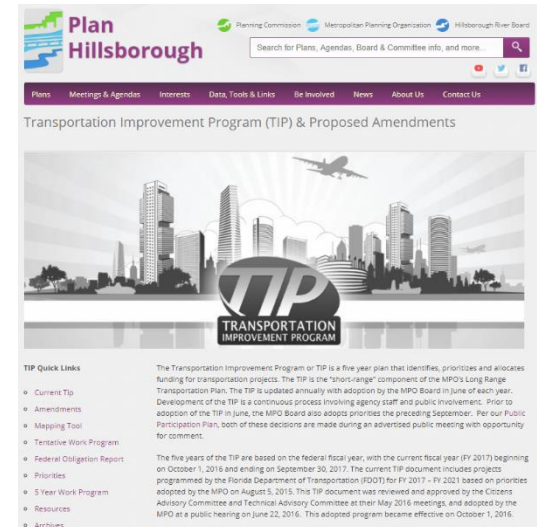 Plan
Hillsborough
Planning Commission
Metropolitan Planning Organization
Hillsborough River Board
Search for Plans, Agendas, Board & Committee info, and more...
Plans
Meetings & Agendas
Interests
Data, Tools & Links
Be Involved
News
About Us
Contact Us
Transportation Improvement Program (TIP) & Proposed Amendments
TIP
TRANSPORTATION
IMPROVEMENT PROGRAM
TIP Quick Links
Current Tip
Amendments
Mapping Tool
Tentative Work Program
Federal Obligation Report
Priorities
5 Year Work Program
Resources
Archives
The Transportation Improvement Program or TIP is a five year plan that identifies, prioritizes and allocates
funding for transportation projects. The TIP is the "short-range" component of the MPO's Long Range
Transportation Plan. The TIP is updated annually with adoption by the MPO Board in June of each year.
Development of the TIP is a continuous process involving agency staff and public involvement. Prior to
adoption of the TIP in June, the MPO Board also adopts priorities the preceding September. Per our Public
Participation Plan, both of these decisions are made during an advertised public meeting with opportunity
for comment.
The five years of the TIP are based on the federal fiscal year, with the current fiscal year (FY 2017) beginning
on October 1, 2016 and ending on September 30, 2017. The current TIP document includes projects
programmed by the Florida Department of Transportation (FDOT) for FY 2017 – FY 2021 based on priorities
adopted by the MPO on August 5, 2015. This TIP document was reviewed and approved by the Citizens
Advisory Committee and Technical Advisory Committee at their May 2016 meetings, and adopted by the
MPO at a public hearing on June 22, 2016. This adopted program became effective on October 1, 2016.